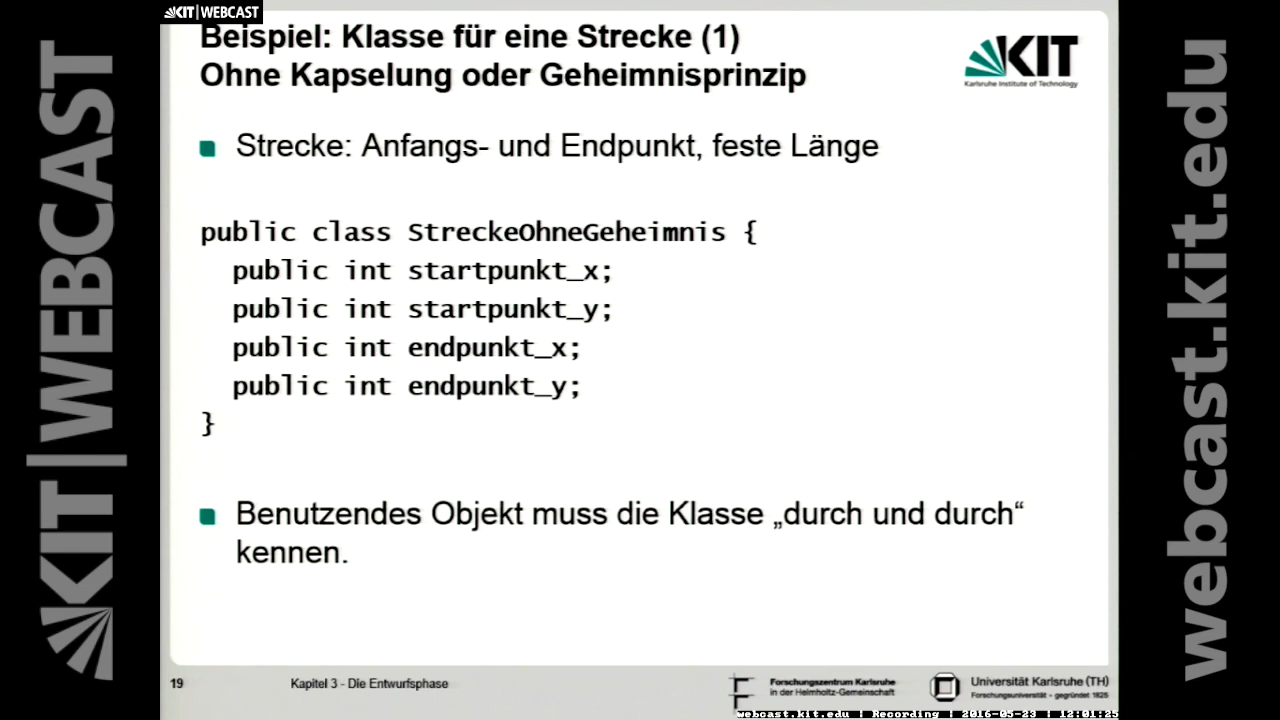 KIT|WEBCAST
Beispiel: Klasse für eine Strecke (1)
Ohne Kapselung oder Geheimnisprinzip
KIT
Karlsruhe Institute of Technology
Strecke: Anfangs- und Endpunkt, feste Länge
public class StreckeOhneGeheimnis {
public int startpunkt_x;
public int startpunkt_y;
public int endpunkt_x;
public int endpunkt_y;
}
Benutzendes Objekt muss die Klasse „durch und durch“
kennen.
19
Kapitel 3 - Die Entwurfsphase
Forschungszentrum Karlsruhe
in der Helmholtz-Gemeinschaft
Universität Karlsruhe (TH)
Forschungsuniversität • gegründet 1825
webcast.kit.edu | Recording | 2016-05-23 | 12:01:25
KIT|WEBCAST
webcast.kit.edu